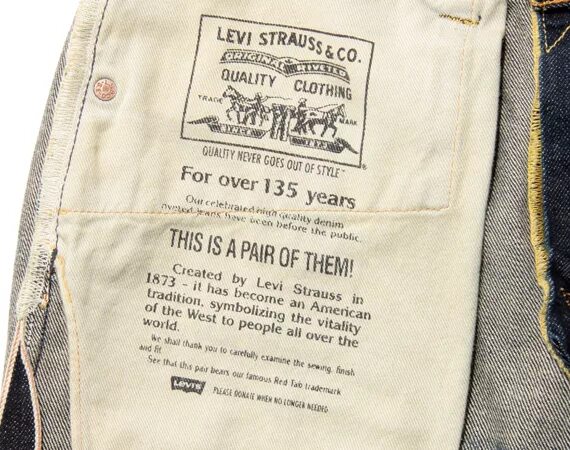 LEVI STRAUSS & CO.
ORIGINAL RIVETED
QUALITY CLOTHING
TRADE MARK
SINCE 1873
QUALITY NEVER GOES OUT OF STYLE™
®
For over 135 years
Our celebrated high quality denim
riveted jeans have been before the public.
THIS IS A PAIR OF THEM!
Created by Levi Strauss in
1873 - it has become an American
tradition, symbolizing the vitality
of the West to people all over the
world.
We shall thank you to carefully examine the sewing, finish
and fit.
See that this pair bears our famous Red Tab trademark
LEVI'S® PLEASE DONATE WHEN NO LONGER NEEDED